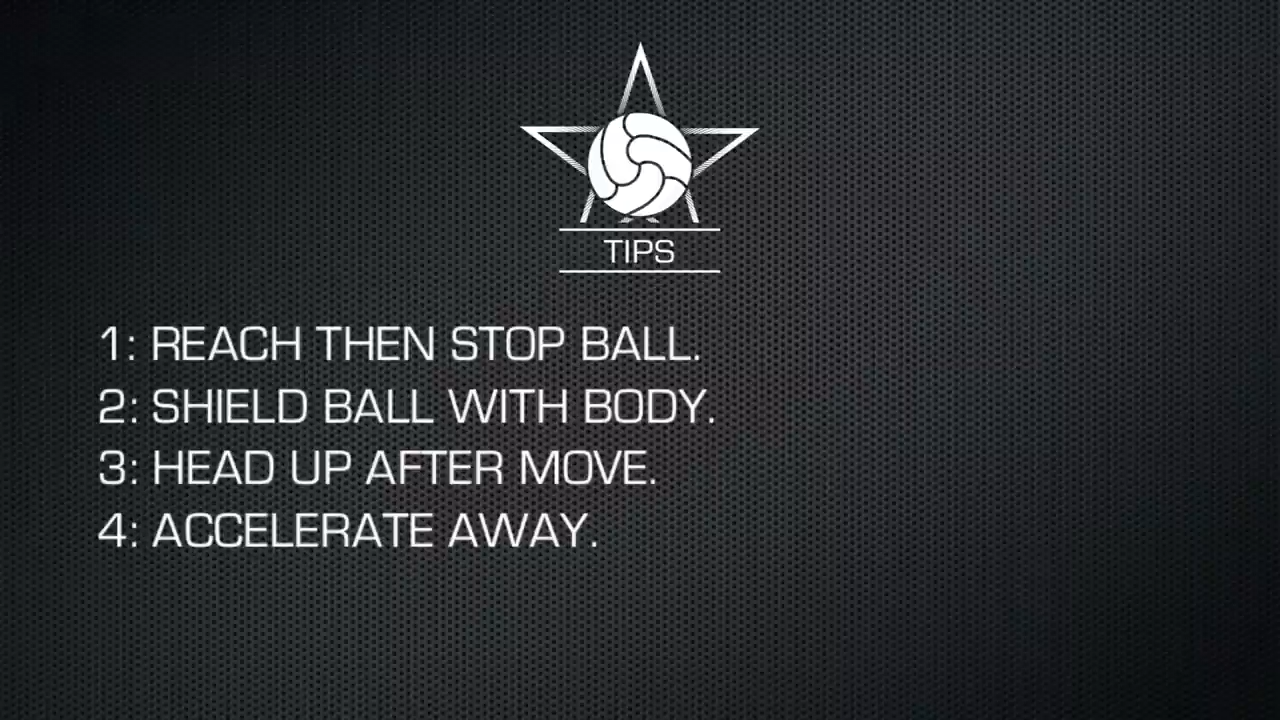 TIPS
1: REACH THEN STOP BALL.
2: SHIELD BALL WITH BODY.
3: HEAD UP AFTER MOVE.
4: ACCELERATE AWAY.